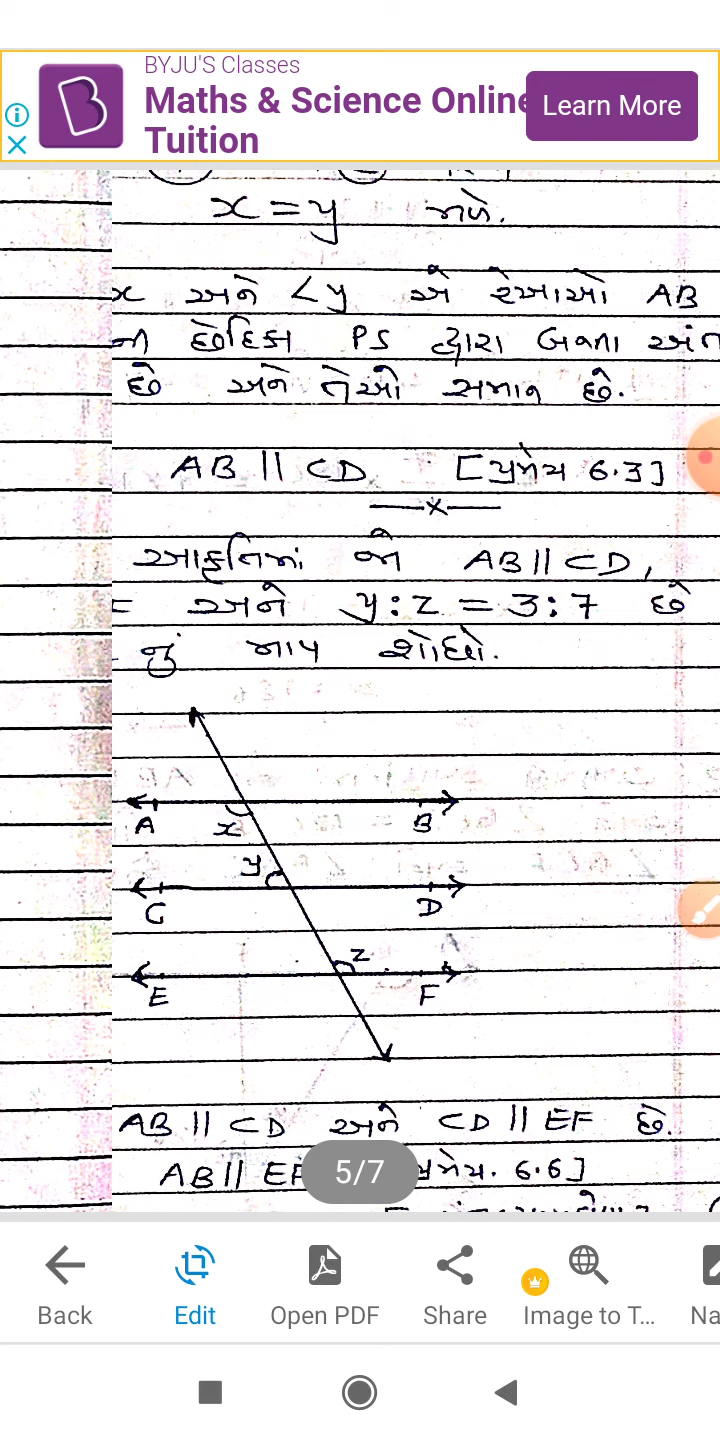 BYJU'S Classes
Maths & Science Online
Tuition
Learn More
x = y મળે.
x અને ∠y એ રેખાઓ AB
ની છેદિકા PS દ્વારા બનતા અંત
છે અને તેઓ સમાન છે.
AB || CD [પ્રમેય 6.3]
—x—
આકૃતિમાં જો AB || CD,
= અને y : z = 3 : 7 છે
નું માપ શોધો.
A x B
y
C D
z
E F
AB || CD અને CD || EF છે.
AB || EF પ્રમેય. 6.6]
5/7
Back
Edit
Open PDF
Share
Image to T...
Na